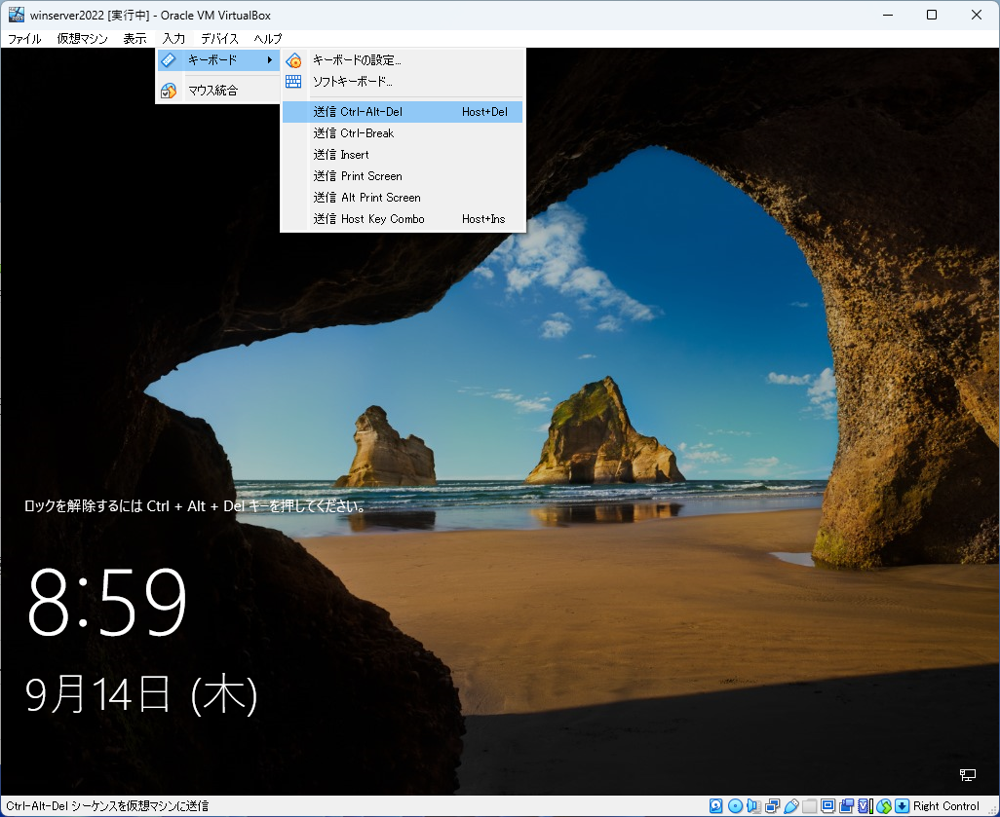 winserver2022 [実行中] - Oracle VM VirtualBox
ファイル 仮想マシン 表示 入力 デバイス ヘルプ
キーボード
マウス統合
キーボードの設定...
ソフトキーボード...
送信 Ctrl-Alt-Del Host+Del
送信 Ctrl-Break
送信 Insert
送信 Print Screen
送信 Alt Print Screen
送信 Host Key Combo Host+Ins
ロックを解除するには Ctrl + Alt + Del キーを押してください。
8:59
9月14日 (木)
Ctrl-Alt-Del シーケンスを仮想マシンに送信 Right Control